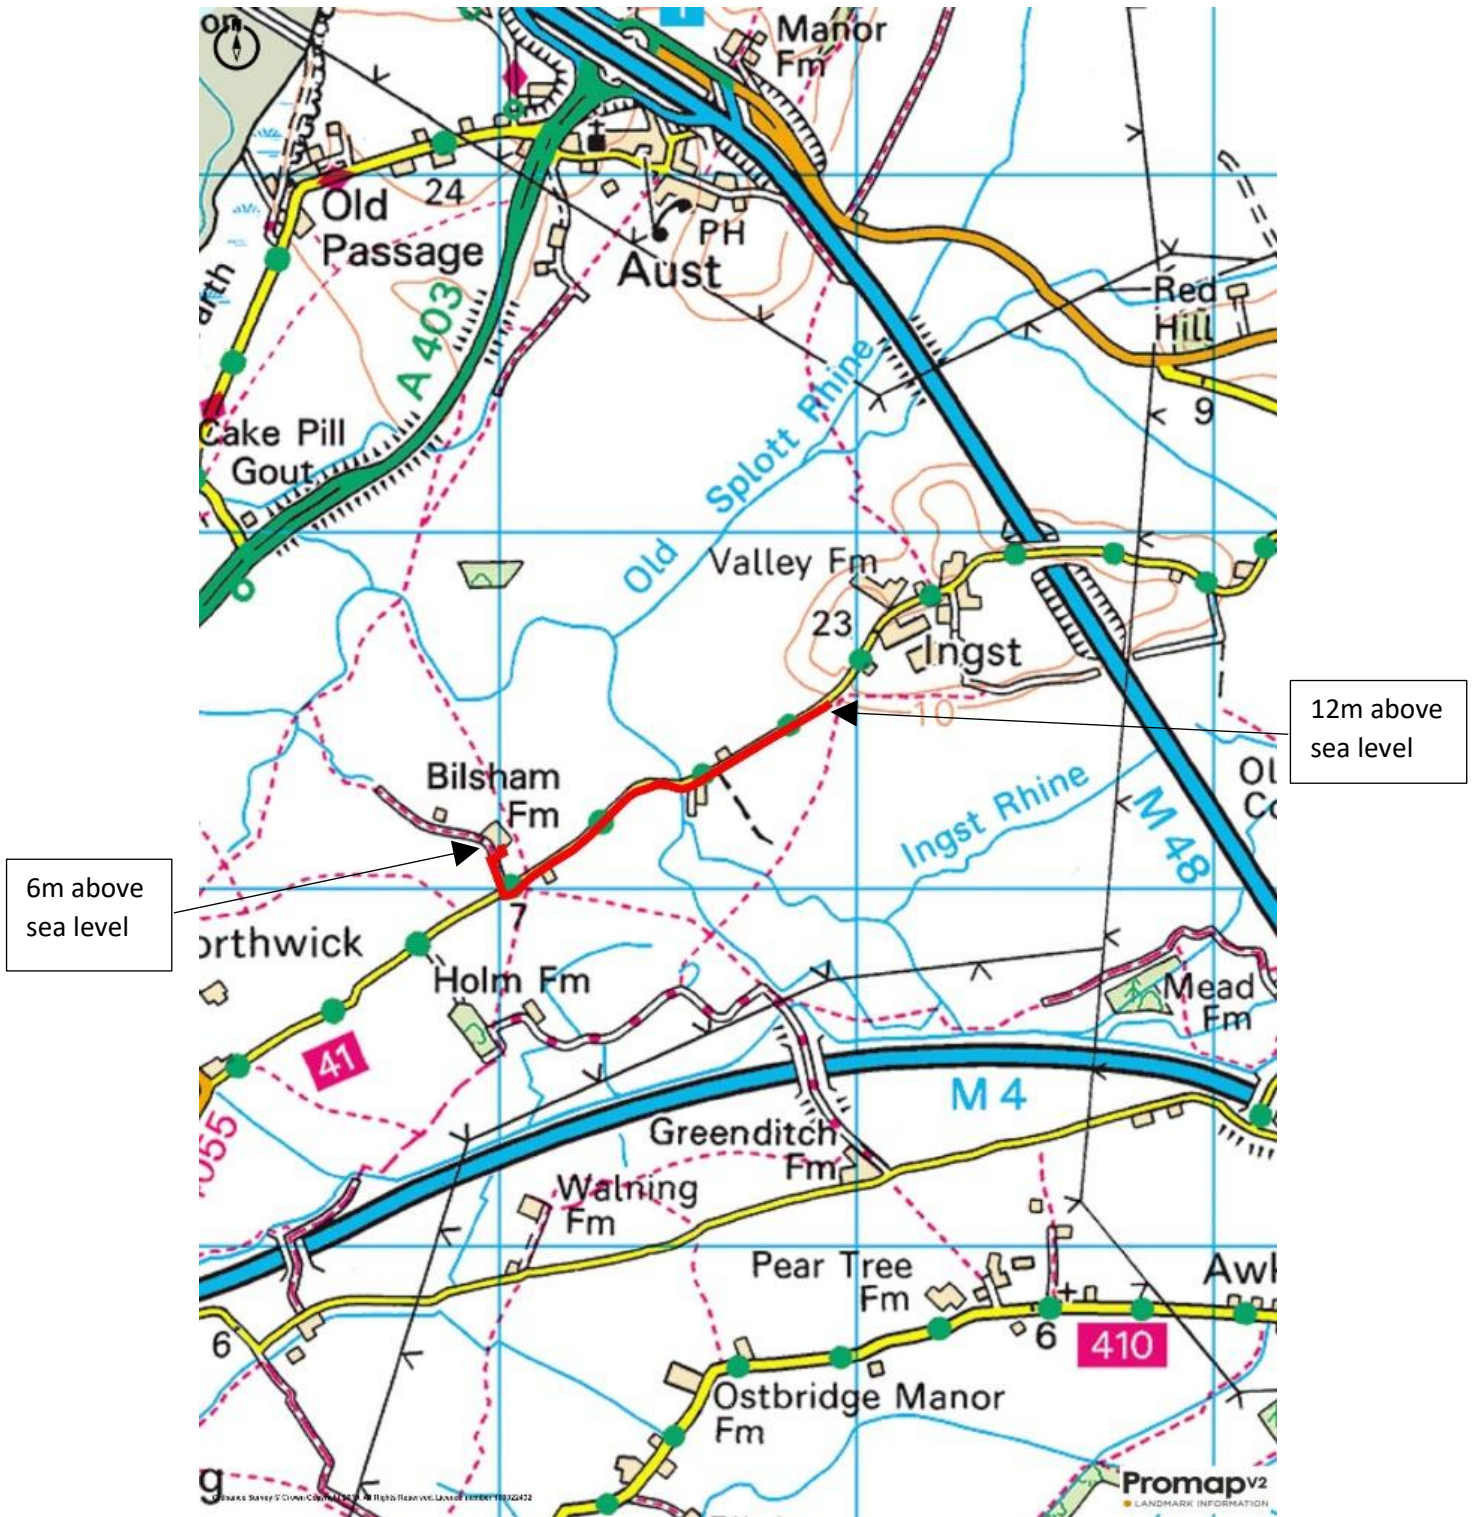 Manor
Fm
24
Old
Passage
PH
Aust
A 403
Red
Hill
9
Cake Pill
Gout
Old Splott Rhine
Valley Fm
23
Ingst
10
12m above
sea level
Bilsham
Fm
Ingst Rhine
M 48
6m above
sea level
7
orthwick
Holm Fm
Mead
Fm
41
M 4
055
Greenditch
Fm
Walning
Fm
Pear Tree
Fm
6
6
410
Ostbridge Manor
Fm
g
Promap V2
LANDMARK INFORMATION